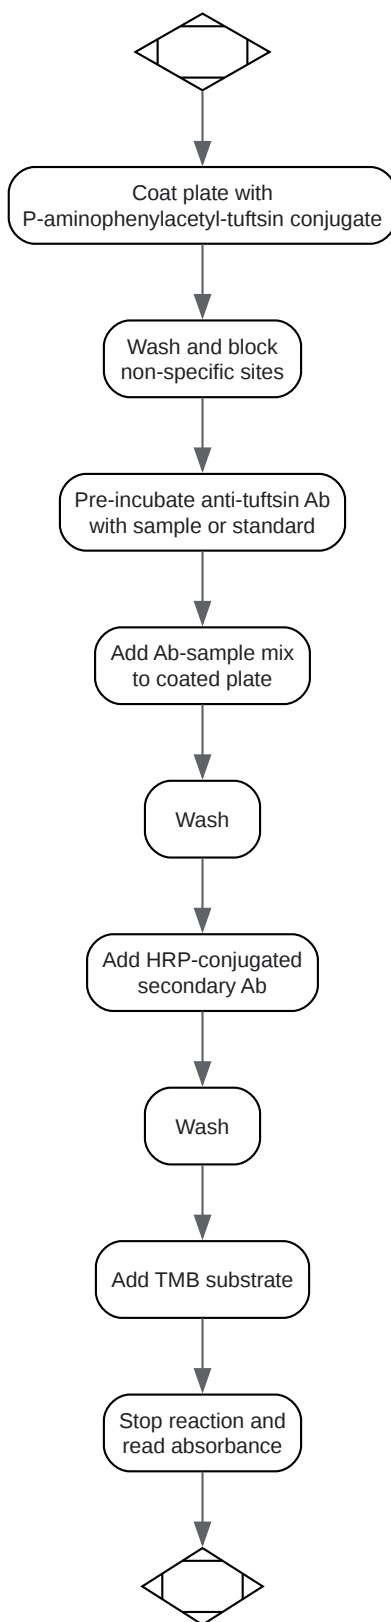 Coat plate with
P-aminophenylacetyl-tuftsin conjugate
Wash and block
non-specific sites
Pre-incubate anti-tuftsin Ab
with sample or standard
Add Ab-sample mix
to coated plate
Wash
Add HRP-conjugated
secondary Ab
Wash
Add TMB substrate
Stop reaction and
read absorbance